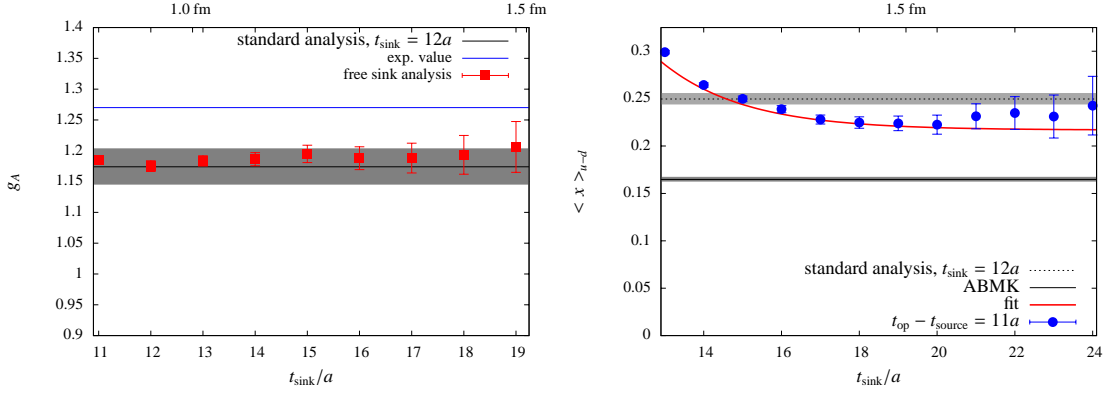 1.0 fm 1.5 fm
1.4
1.35
1.3
1.25
1.2
1.15
1.1
1.05
1
0.95
0.9
g_A
standard analysis, t_sink = 12a
exp. value
free sink analysis
11 12 13 14 15 16 17 18 19
t_sink/a
1.5 fm
0.3
0.25
0.2
0.15
0.1
0.05
0
< x >_{u−d}
standard analysis, t_sink = 12a
ABMK
fit
t_op − t_source = 11a
14 16 18 20 22 24
t_sink/a